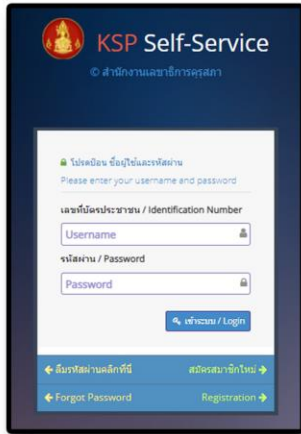 KSP Self-Service
© สำนักงานเลขาธิการคุรุสภา
โปรดป้อน ชื่อผู้ใช้และรหัสผ่าน
Please enter your username and password
เลขที่บัตรประชาชน / Identification Number
Username
รหัสผ่าน / Password
Password
เข้าระบบ / Login
ลืมรหัสผ่านคลิกที่นี่ สมัครสมาชิกใหม่
Forgot Password Registration